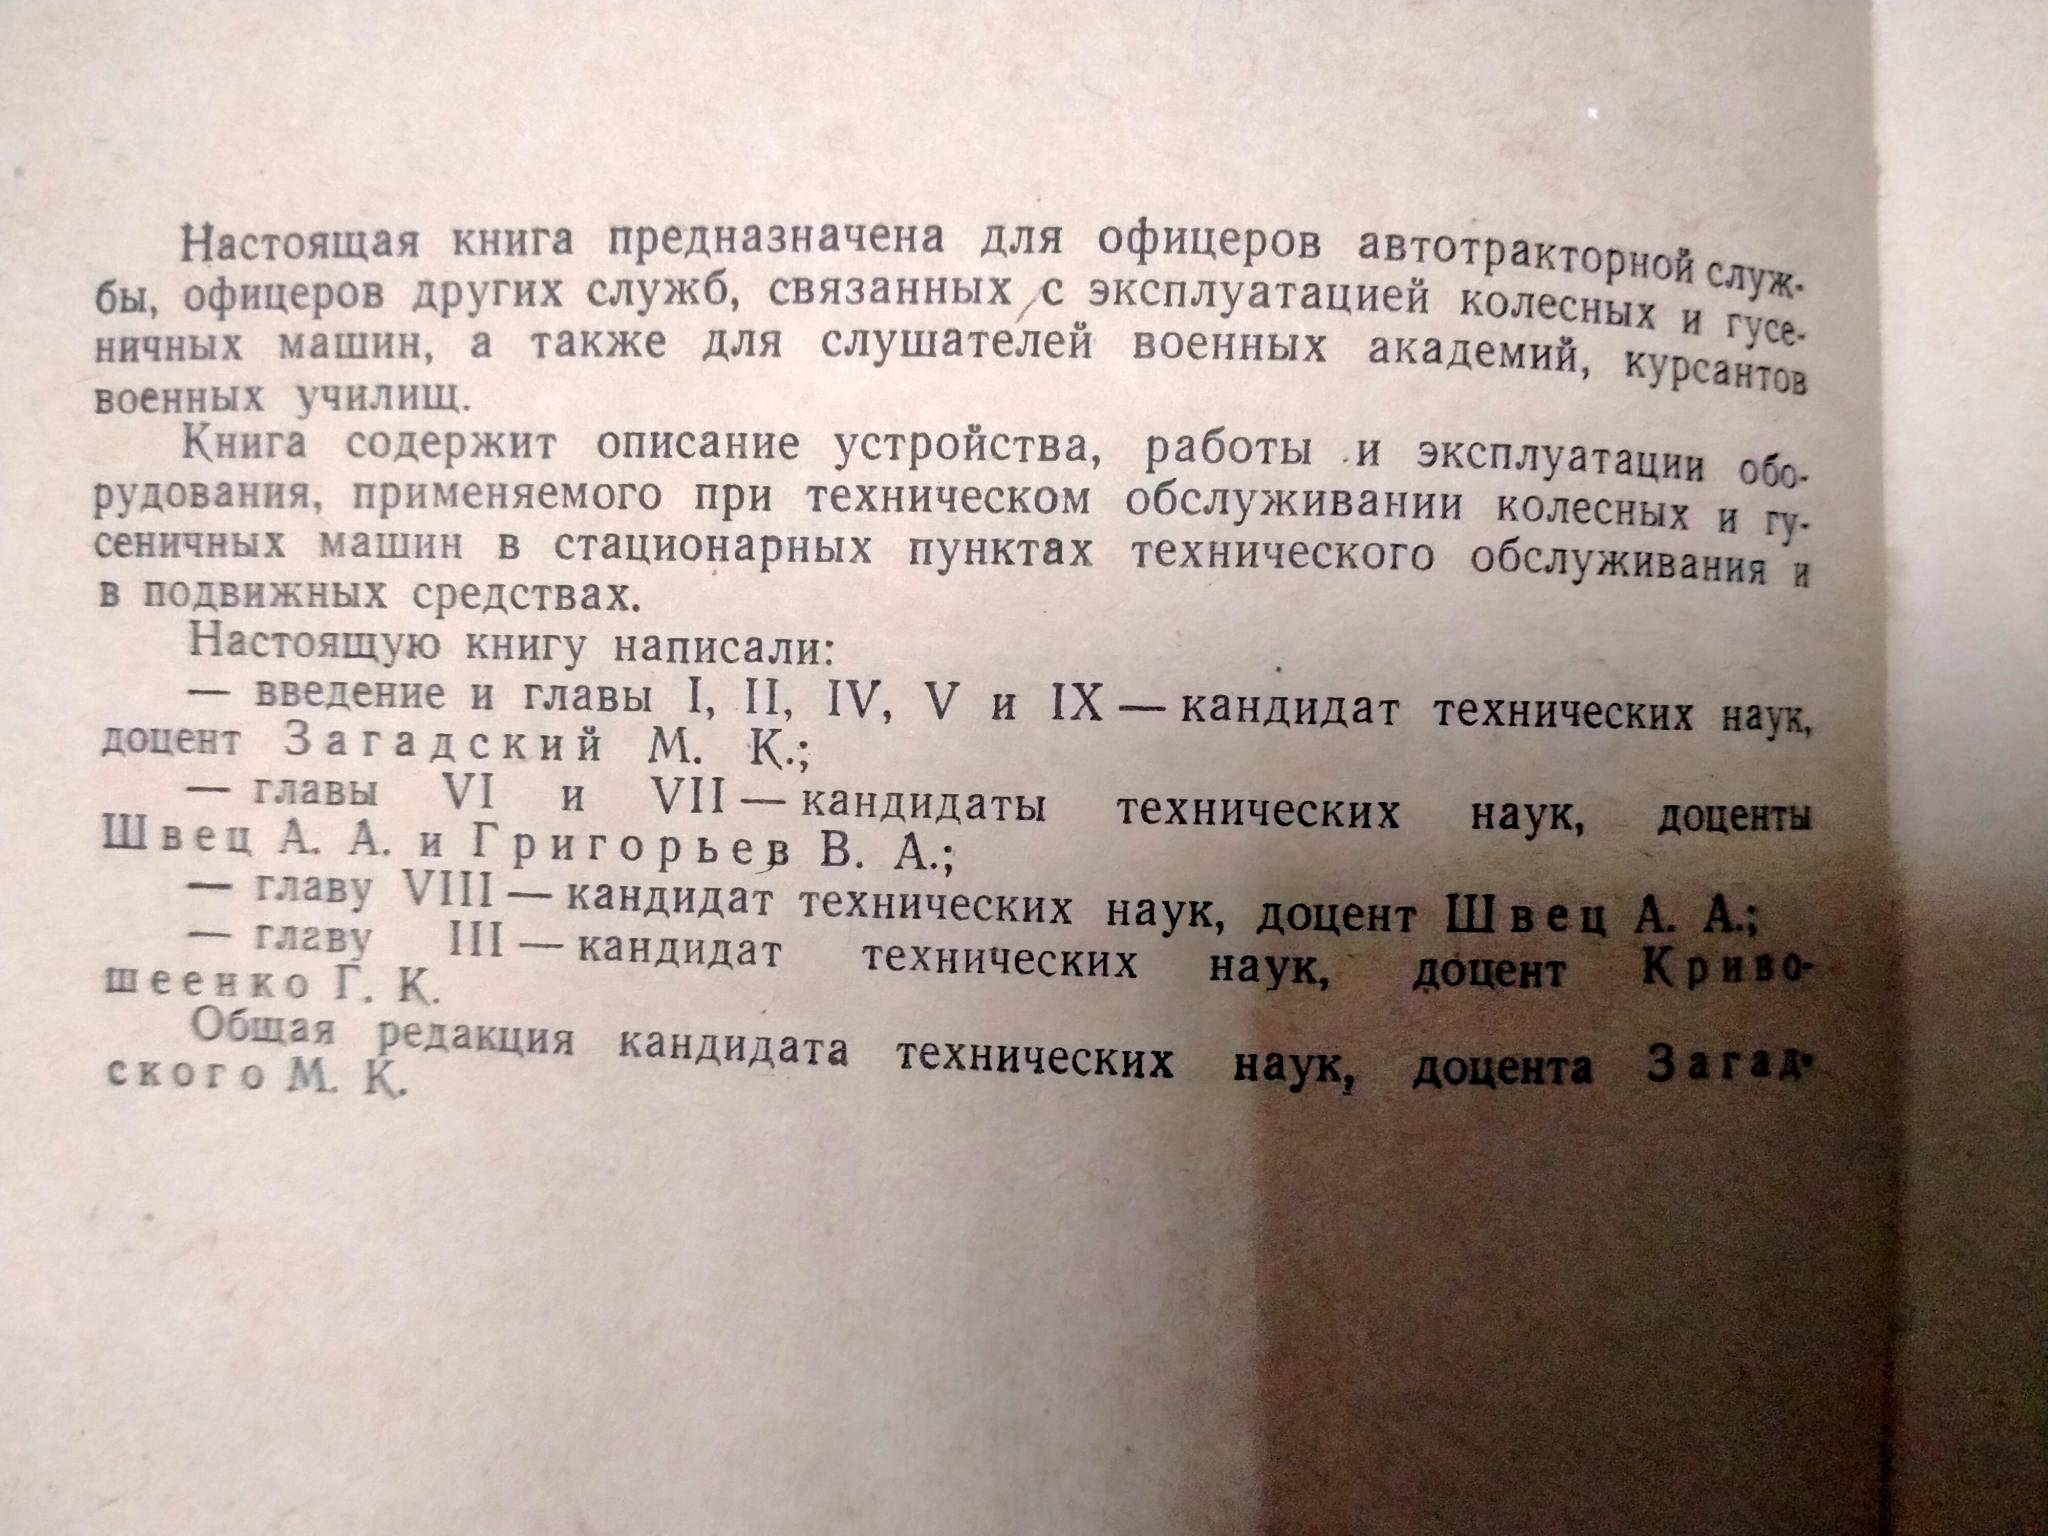 Настоящая книга предназначена для офицеров автотракторной служ-
бы, офицеров других служб, связанных с эксплуатацией колесных и гусе-
ничных машин, а также для слушателей военных академий, курсантов
военных училищ.
Книга содержит описание устройства, работы и эксплуатации обо-
рудования, применяемого при техническом обслуживании колесных и гу-
сеничных машин в стационарных пунктах технического обслуживания и
в подвижных средствах.
Настоящую книгу написали:
— введение и главы I, II, IV, V и IX — кандидат технических наук,
доцент Загадский М. К.;
— главы VI и VII — кандидаты технических наук, доценты
Швец А. А. и Григорьев В. А.;
— главу VIII — кандидат технических наук, доцент Швец А. А.;
— главу III — кандидат технических наук, доцент Криво-
шеенко Г. К.
Общая редакция кандидата технических наук, доцента Загад-
ского М. К.